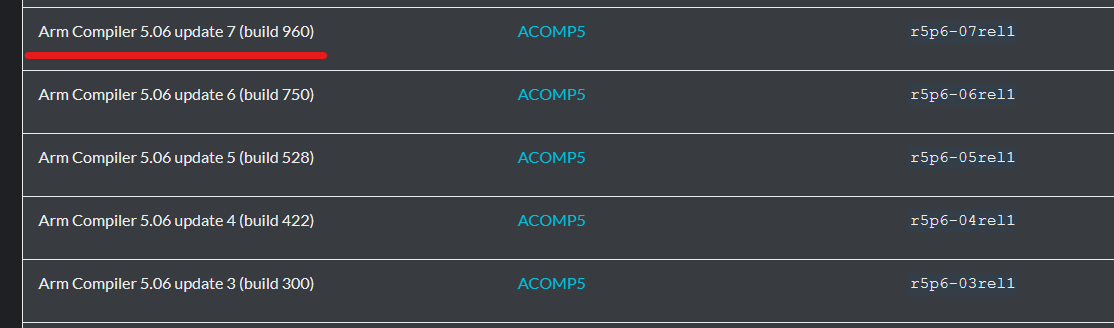 Arm Compiler 5.06 update 7 (build 960) ACOMP5 r5p6-07rel1
Arm Compiler 5.06 update 6 (build 750) ACOMP5 r5p6-06rel1
Arm Compiler 5.06 update 5 (build 528) ACOMP5 r5p6-05rel1
Arm Compiler 5.06 update 4 (build 422) ACOMP5 r5p6-04rel1
Arm Compiler 5.06 update 3 (build 300) ACOMP5 r5p6-03rel1